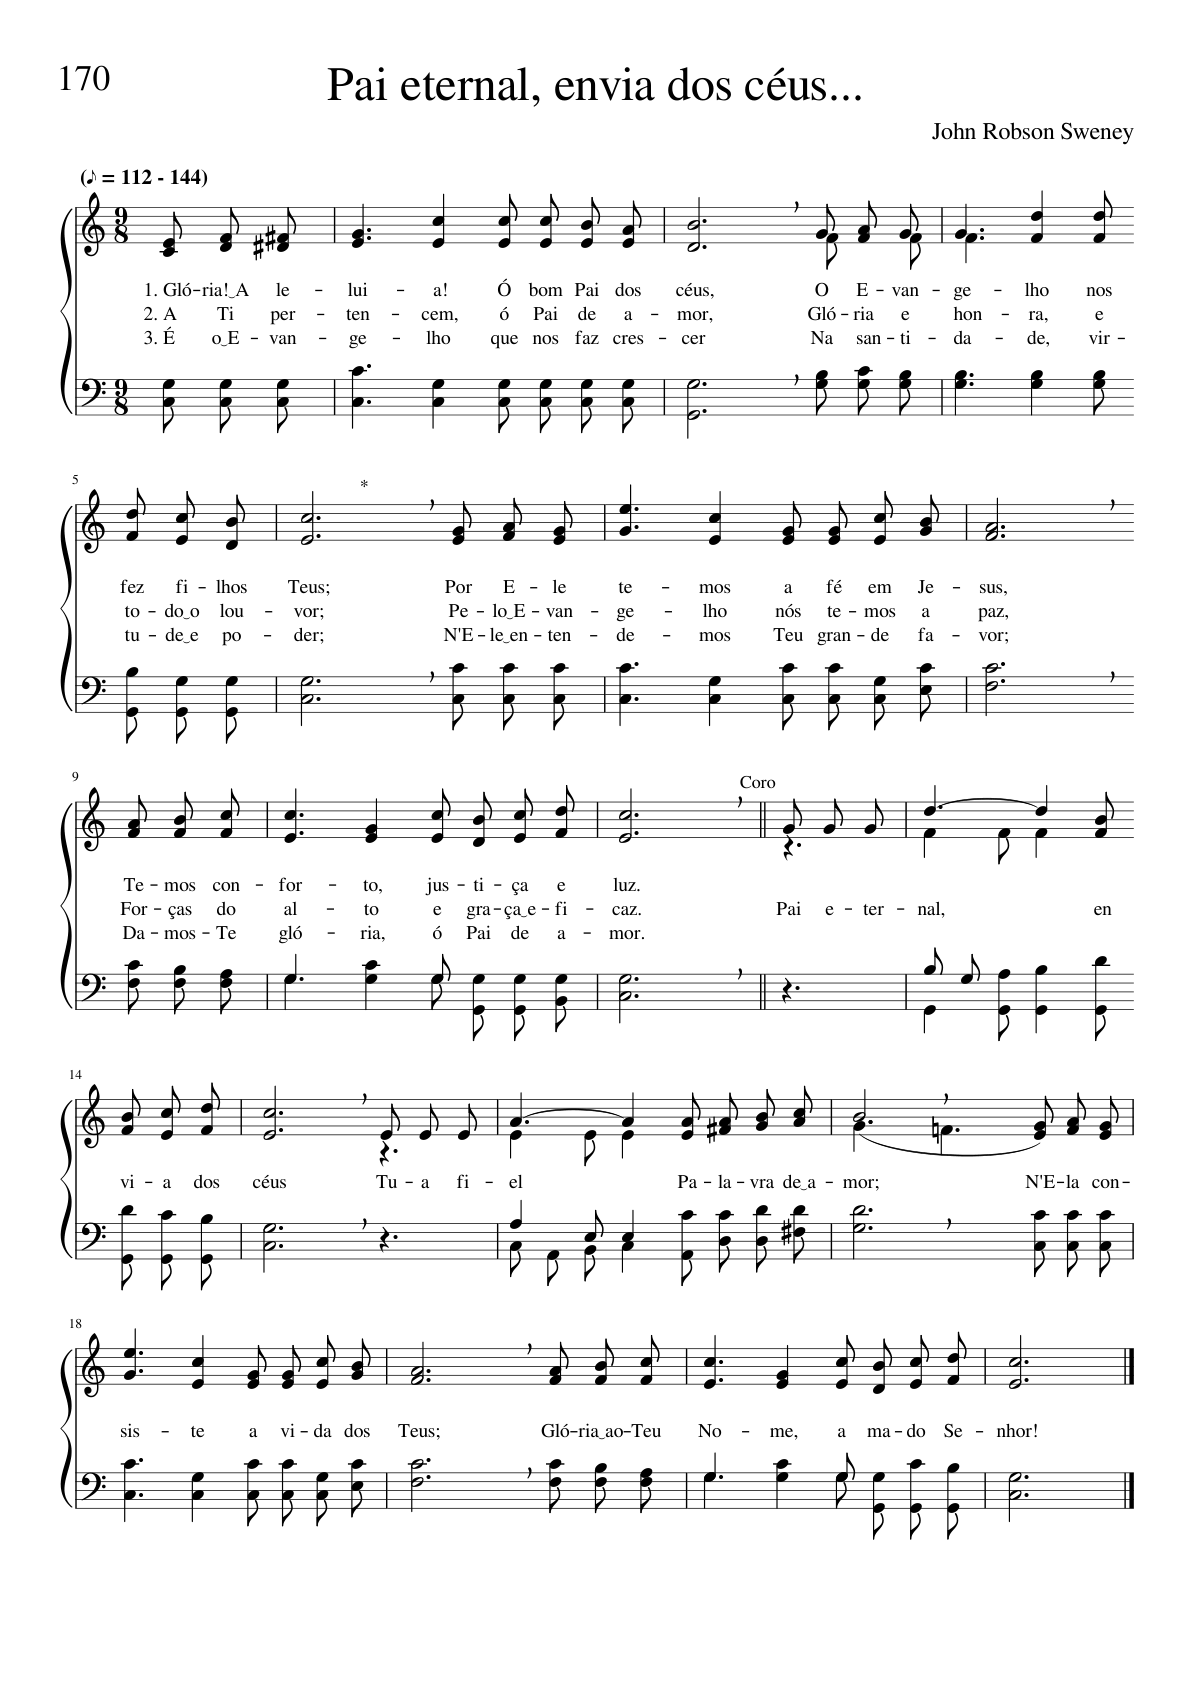 170
Pai eternal, envia dos céus...
John Robson Sweney
(♪ = 112 - 144)
9
8
1. Gló-ria!‿A le - lui - a! Ó bom Pai dos céus, O E - van - ge - lho nos
2. A Ti per - ten - cem, ó Pai de a - mor, Gló - ria e hon - ra, e
3. É o‿E - van - ge - lho que nos faz cres - cer Na san - ti - da - de, vir -
9
8
5
*
fez fi - lhos Teus; Por E - le te - mos a fé em Je - sus,
to - do‿o lou - vor; Pe - lo‿E - van - ge - lho nós te - mos a paz,
tu - de‿e po - der; N'E - le‿en - ten - de - mos Teu gran - de fa - vor;
9
Coro
Te - mos con - for - to, jus - ti - ça e luz.
For - ças do al - to e gra - ça‿e - fi - caz. Pai e - ter - nal, en
Da - mos - Te gló - ria, ó Pai de a - mor.
14
vi - a dos céus Tu - a fi - el Pa - la - vra de‿a - mor; N'E - la con -
18
sis - te a vi - da dos Teus; Gló - ria‿ao - Teu No - me, a ma - do Se - nhor!